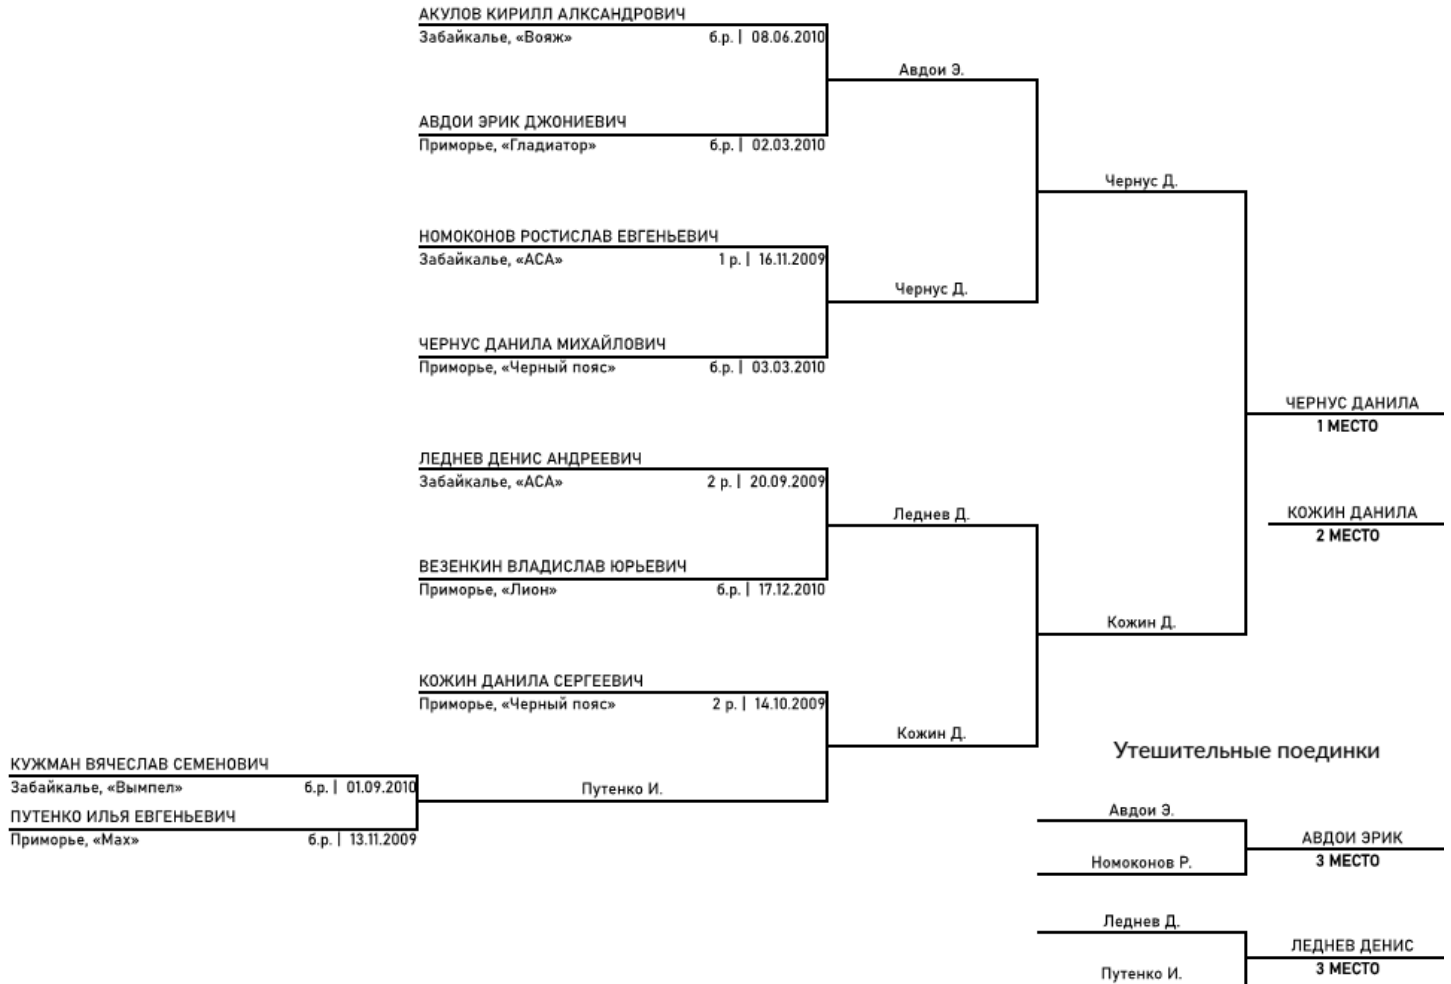 АКУЛОВ КИРИЛЛ АЛКСАНДРОВИЧ
Забайкалье, «Вояж» б.р. | 08.06.2010
Авдои Э.
АВДОИ ЭРИК ДЖОНИЕВИЧ
Приморье, «Гладиатор» б.р. | 02.03.2010
Чернус Д.
НОМОКОНОВ РОСТИСЛАВ ЕВГЕНЬЕВИЧ
Забайкалье, «АСА» 1 р. | 16.11.2009
Чернус Д.
ЧЕРНУС ДАНИЛА МИХАЙЛОВИЧ
Приморье, «Черный пояс» б.р. | 03.03.2010
ЧЕРНУС ДАНИЛА
1 МЕСТО
ЛЕДНЕВ ДЕНИС АНДРЕЕВИЧ
Забайкалье, «АСА» 2 р. | 20.09.2009
Леднев Д.
КОЖИН ДАНИЛА
2 МЕСТО
ВЕЗЕНКИН ВЛАДИСЛАВ ЮРЬЕВИЧ
Приморье, «Лион» б.р. | 17.12.2010
Кожин Д.
КОЖИН ДАНИЛА СЕРГЕЕВИЧ
Приморье, «Черный пояс» 2 р. | 14.10.2009
Кожин Д.
Утешительные поединки
КУЖМАН ВЯЧЕСЛАВ СЕМЕНОВИЧ
Забайкалье, «Вымпел» б.р. | 01.09.2010
Путенко И.
ПУТЕНКО ИЛЬЯ ЕВГЕНЬЕВИЧ
Приморье, «Мах» б.р. | 13.11.2009
Авдои Э.
АВДОИ ЭРИК
3 МЕСТО
Номоконов Р.
Леднев Д.
ЛЕДНЕВ ДЕНИС
3 МЕСТО
Путенко И.